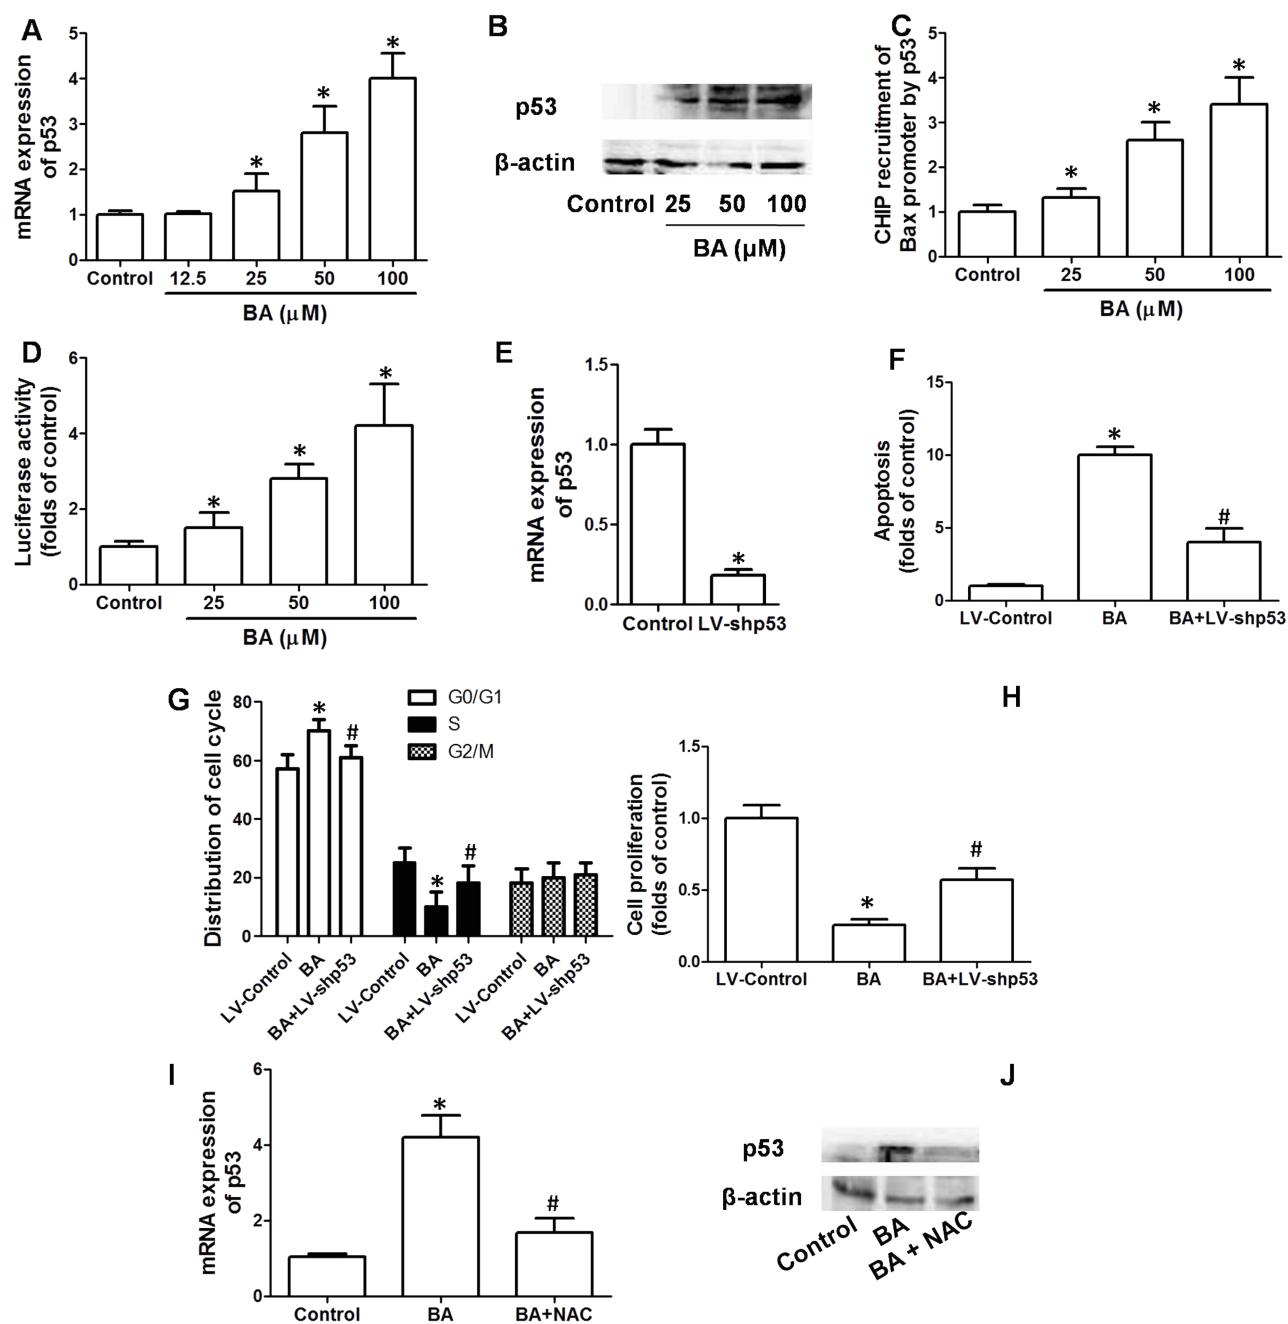 A
mRNA expression
of p53
5
4
3
2
1
0
*
*
*
Control
12.5
25
50
100
BA (μM)
B
p53
β-actin
Control 25 50 100
BA (μM)
C
CHIP recruitment of
Bax promoter by p53
5
4
3
2
1
0
*
*
*
Control
25
50
100
BA (μM)
D
Luciferase activity
(folds of control)
6
4
2
0
*
*
*
Control
25
50
100
BA (μM)
E
mRNA expression
of p53
1.5
1.0
0.5
0.0
*
Control LV-shp53
F
Apoptosis
(folds of control)
15
10
5
0
*
#
LV-Control
BA
BA+LV-shp53
G
Distribution of cell cycle
80
60
40
20
0
G0/G1
S
G2/M
*
#
*
#
LV-Control
BA
BA+LV-shp53
LV-Control
BA
BA+LV-shp53
LV-Control
BA
BA+LV-shp53
H
Cell proliferation
(folds of control)
1.5
1.0
0.5
0.0
*
#
LV-Control
BA
BA+LV-shp53
I
mRNA expression
of p53
6
4
2
0
*
#
Control
BA
BA+NAC
J
p53
β-actin
Control
BA
BA + NAC